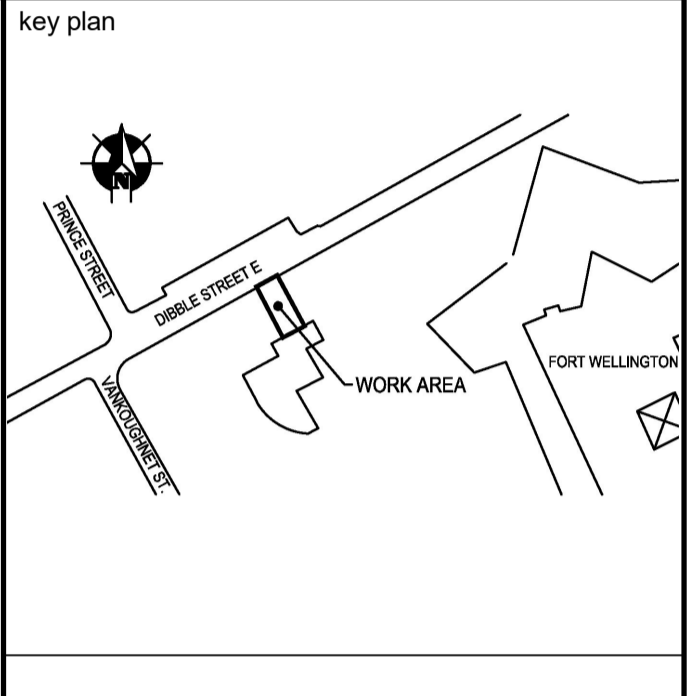 key plan
N
PRINCE STREET
DIBBLE STREET E
FORT WELLINGTON
WORK AREA
VANKOUGHNET ST.